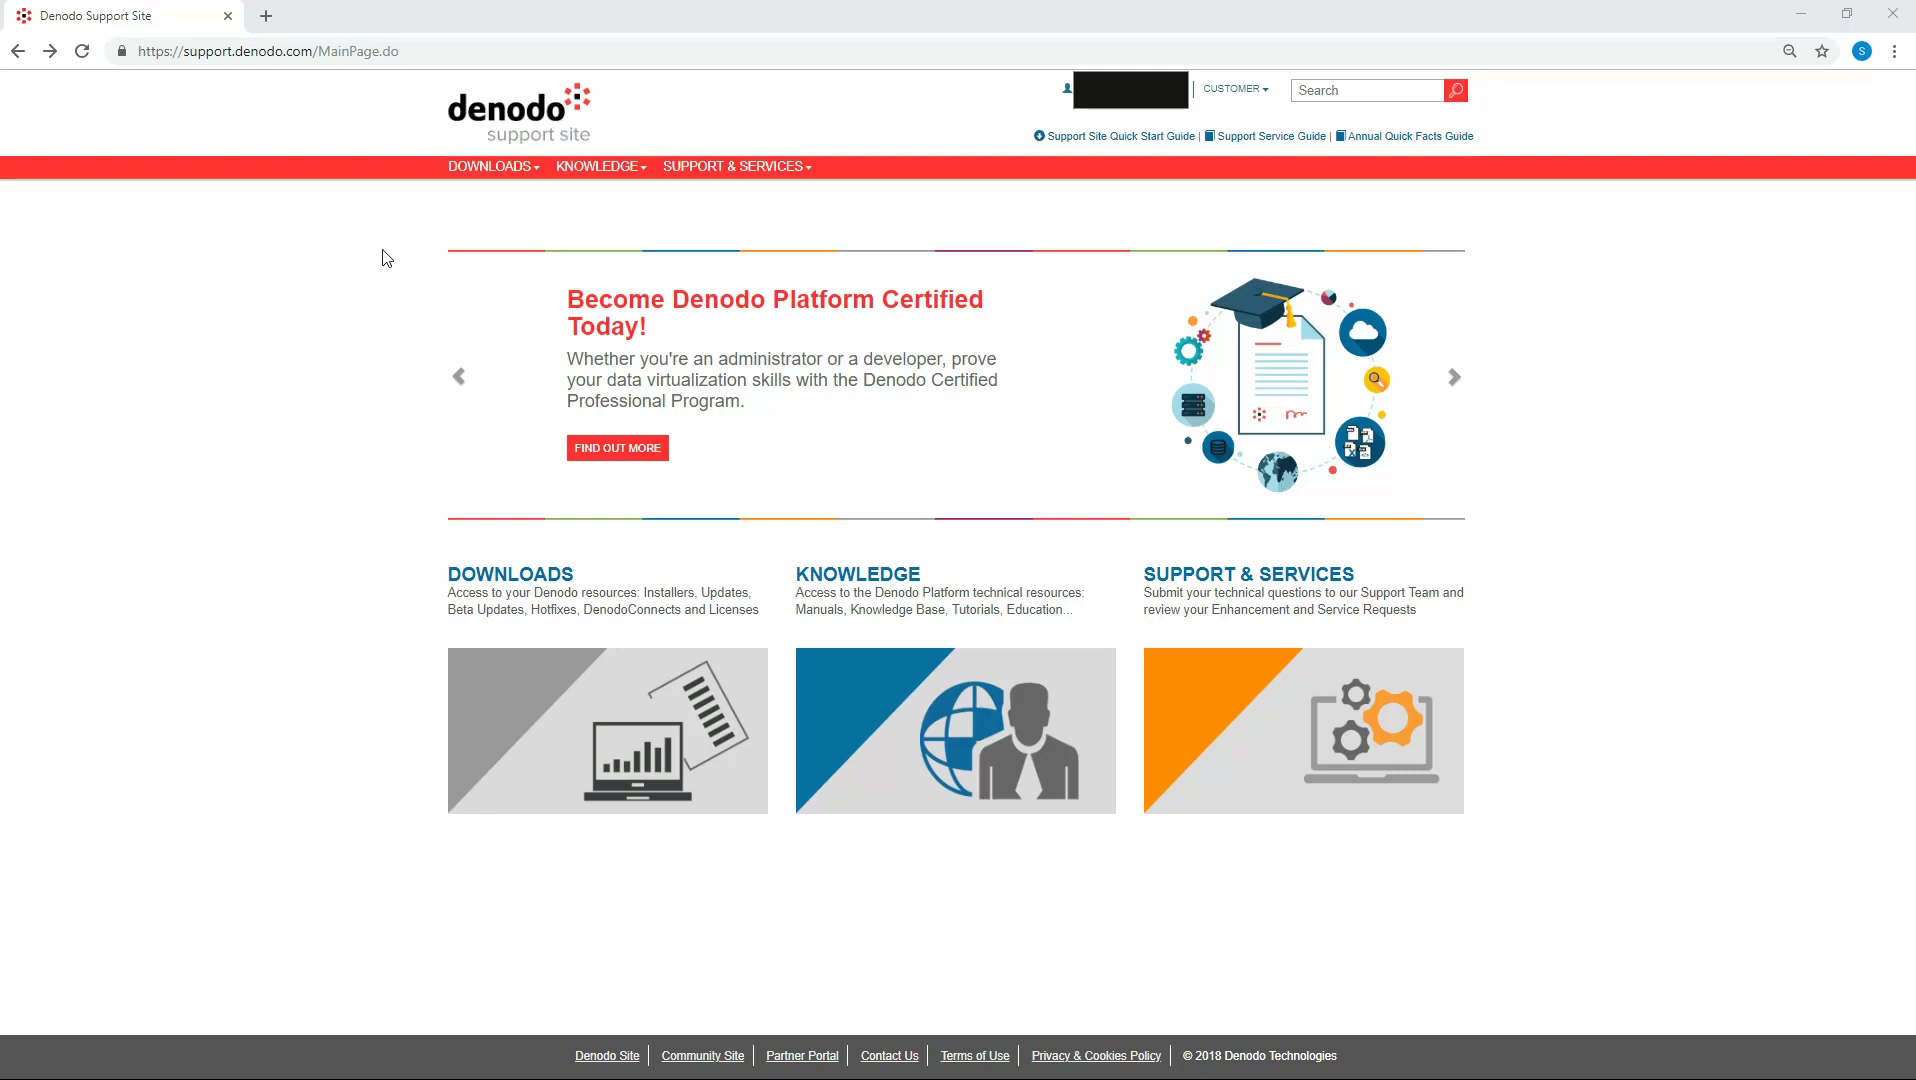 Denodo Support Site
https://support.denodo.com/MainPage.do
S
denodo
support site
CUSTOMER
Search
Support Site Quick Start Guide | Support Service Guide | Annual Quick Facts Guide
DOWNLOADS KNOWLEDGE SUPPORT & SERVICES
Become Denodo Platform Certified
Today!
Whether you're an administrator or a developer, prove
your data virtualization skills with the Denodo Certified
Professional Program.
FIND OUT MORE
DOWNLOADS
Access to your Denodo resources: Installers, Updates,
Beta Updates, Hotfixes, DenodoConnects and Licenses
KNOWLEDGE
Access to the Denodo Platform technical resources:
Manuals, Knowledge Base, Tutorials, Education...
SUPPORT & SERVICES
Submit your technical questions to our Support Team and
review your Enhancement and Service Requests
Denodo Site | Community Site | Partner Portal | Contact Us | Terms of Use | Privacy & Cookies Policy | © 2018 Denodo Technologies